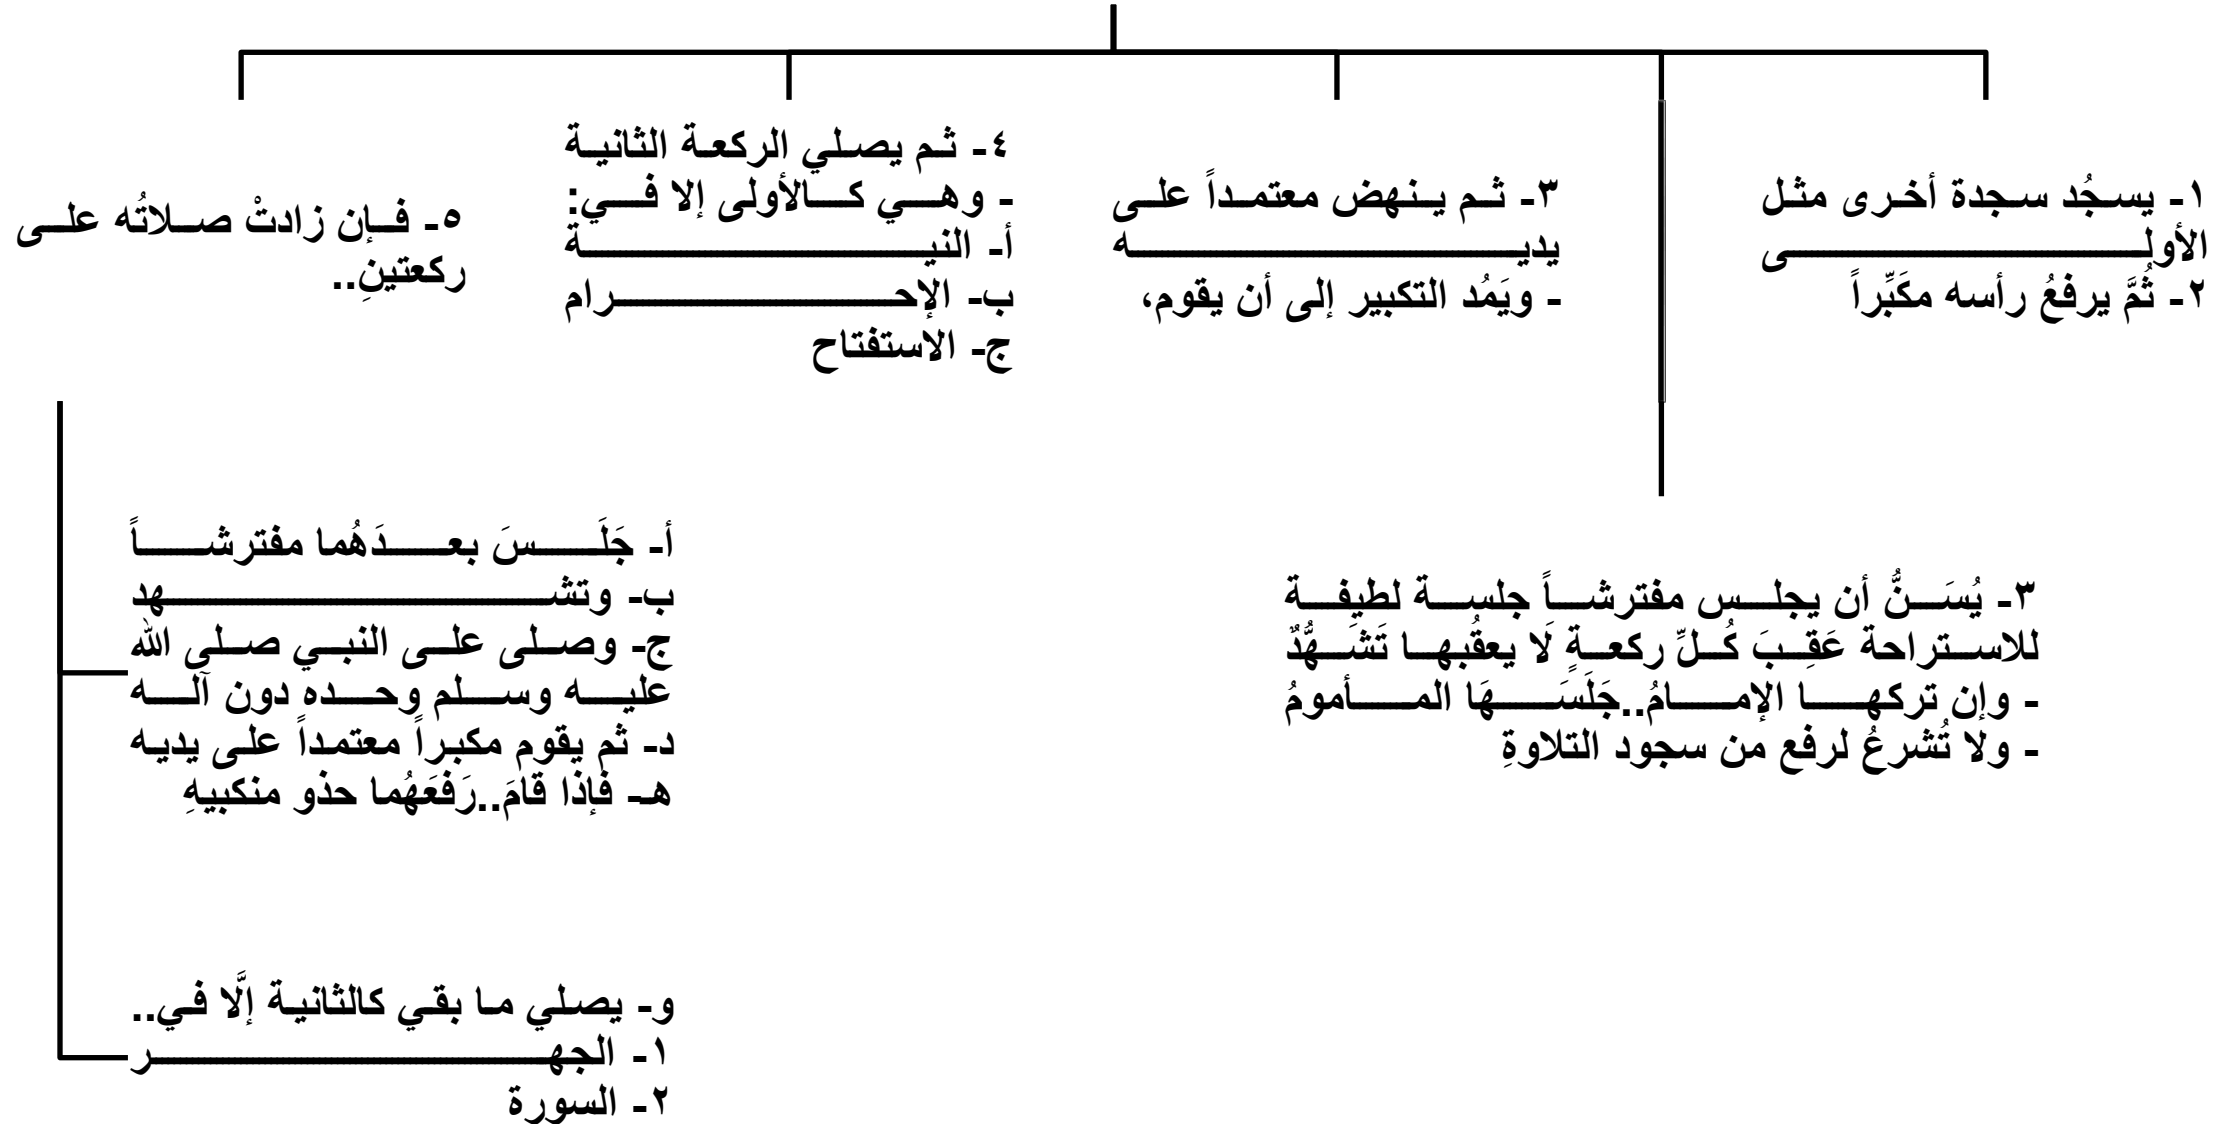 ١- يسجُد سجدة أخرى مثل
الأولى
٢- ثُمَّ يرفعُ رأسه مكَبِّراً
٣- يُسَنُّ أن يجلس مفترشاً جلسة لطيفة
للاستراحة عَقِبَ كُلِّ ركعةٍ لَا يعقُبها تَشَهُّدٌ
- وإن تركها الإمامُ..جَلَسَهَا المأمومُ
- ولا تُشرعُ لرفع من سجود التلاوةِ
٣- ثم ينهض معتمداً على
يديه
- ويَمُد التكبير إلى أن يقوم،
٤- ثم يصلي الركعة الثانية
- وهي كالأولى إلا في:
أ- النية
ب- الإحرام
ج- الاستفتاح
٥- فإن زادتْ صلاتُه على
ركعتينِ..
أ- جَلَسَ بعدَهُما مفترشاً
ب- وتشهد
ج- وصلى على النبي صلى الله
عليه وسلم وحده دون آله
د- ثم يقوم مكبراً معتمداً على يديه
هـ- فإذا قامَ..رَفَعَهُما حذو منكبيهِ
و- يصلي ما بقي كالثانية إلَّا في..
١- الجهر
٢- السورة